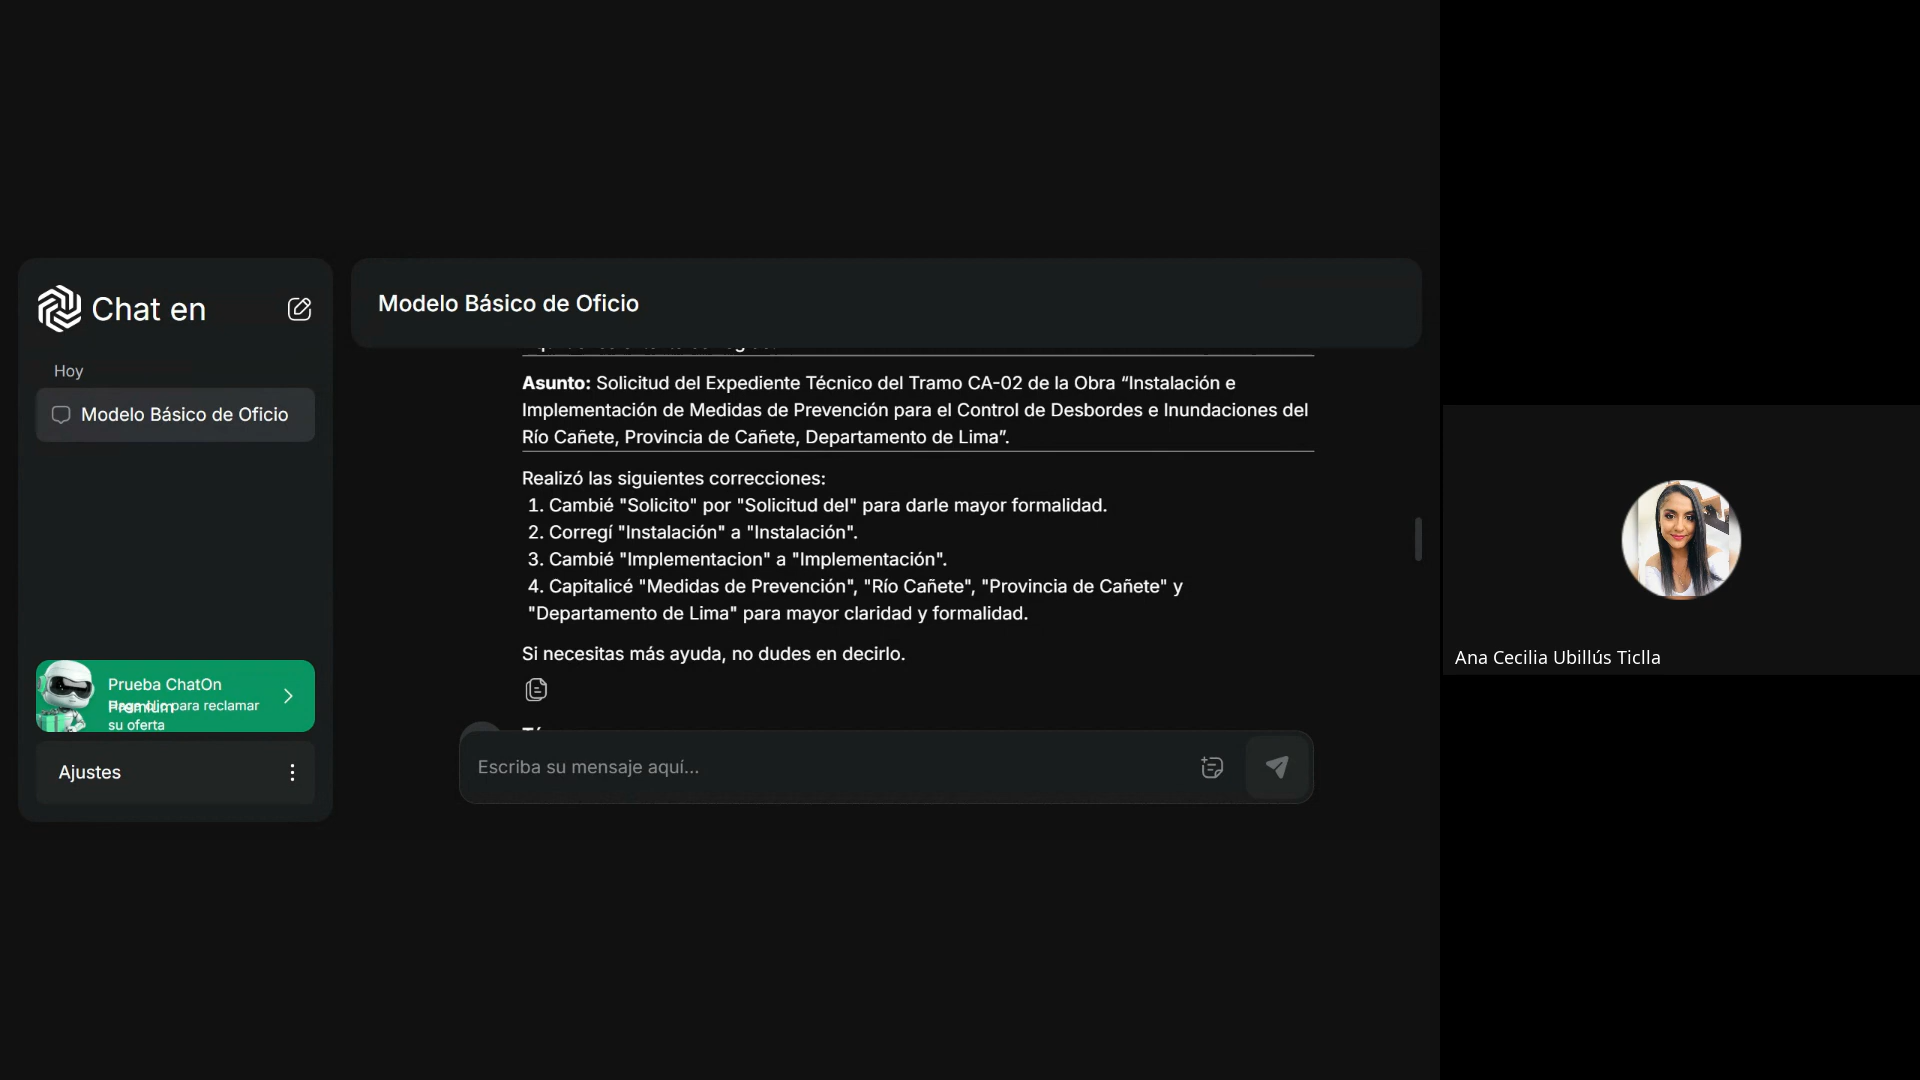 Chat en
Hoy
Modelo Básico de Oficio
Prueba ChatOn
Premium
para reclamar
su oferta
Ajustes
Modelo Básico de Oficio
Asunto: Solicitud del Expediente Técnico del Tramo CA-02 de la Obra “Instalación e
Implementación de Medidas de Prevención para el Control de Desbordes e Inundaciones del
Río Cañete, Provincia de Cañete, Departamento de Lima”.
Realizó las siguientes correcciones:
1. Cambié "Solicito" por "Solicitud del" para darle mayor formalidad.
2. Corregí "Instalación" a "Instalación".
3. Cambié "Implementacion" a "Implementación".
4. Capitalicé "Medidas de Prevención", "Río Cañete", "Provincia de Cañete" y
"Departamento de Lima" para mayor claridad y formalidad.
Si necesitas más ayuda, no dudes en decirlo.
Escriba su mensaje aquí...
Ana Cecilia Ubillús Ticlla